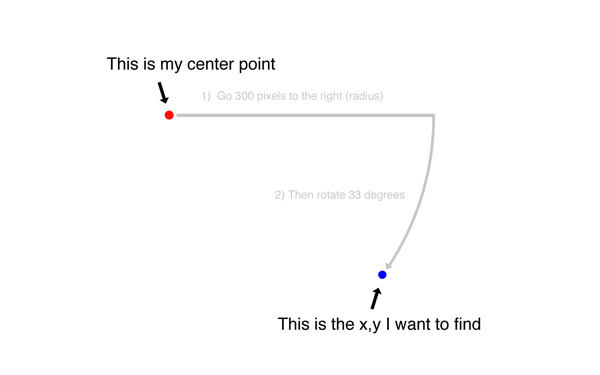 This is my center point
1) Go 300 pixels to the right (radius)
2) Then rotate 33 degrees
This is the x,y I want to find